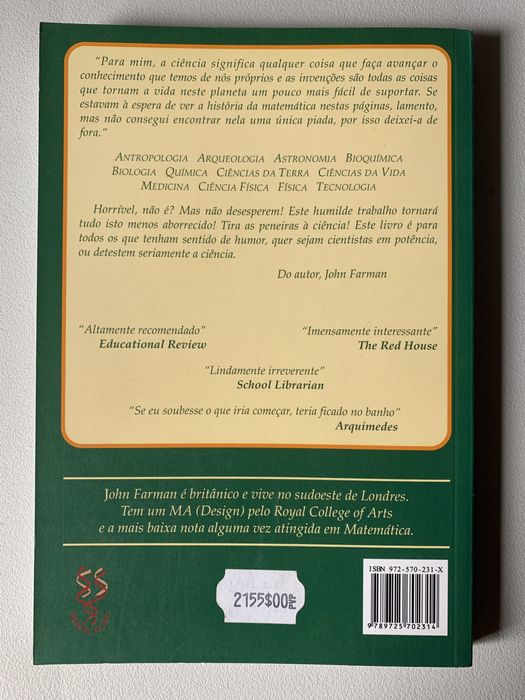 “Para mim, a ciência significa qualquer coisa que faça avançar o
conhecimento que temos de nós próprios e as invenções são todas as coisas
que tornam a vida neste planeta um pouco mais fácil de suportar. Se
estavam à espera de ver a história da matemática nestas páginas, lamento,
mas não consegui encontrar nela uma única piada, por isso deixei-a de
fora.”
ANTROPOLOGIA ARQUEOLOGIA ASTRONOMIA BIOQUÍMICA
BIOLOGIA QUÍMICA CIÊNCIAS DA TERRA CIÊNCIAS DA VIDA
MEDICINA CIÊNCIA FÍSICA FÍSICA TECNOLOGIA
Horrível, não é? Mas não desesperem! Este humilde trabalho tornará
tudo isto menos aborrecido! Tira as peneiras à ciência! Este livro é para
todos os que tenham sentido de humor, quer sejam cientistas em potência,
ou detestem seriamente a ciência.
Do autor, John Farman
“Altamente recomendado”
Educational Review
“Imensamente interessante”
The Red House
“Lindamente irreverente”
School Librarian
“Se eu soubesse o que iria começar, teria ficado no banho”
Arquimedes
John Farman é britânico e vive no sudoeste de Londres.
Tem um MA (Design) pelo Royal College of Arts
e a mais baixa nota alguma vez atingida em Matemática.
2155$00 PVP
ISBN 972-570-231-X
9 789725 702314